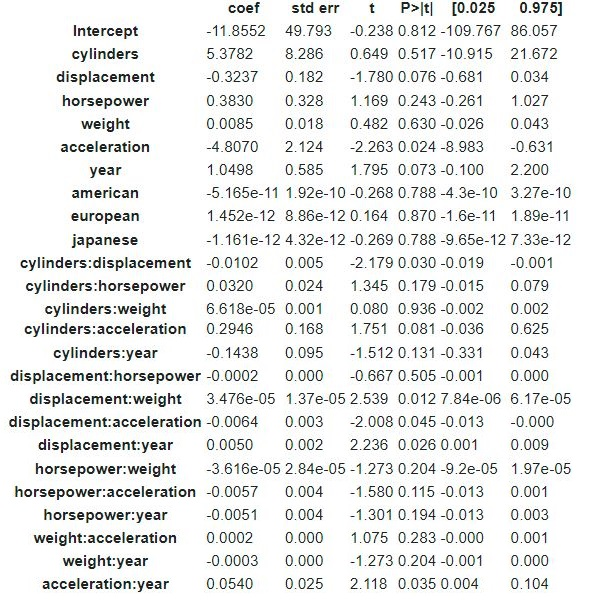 coef std err t P>|t| [0.025 0.975]
Intercept -11.8552 49.793 -0.238 0.812 -109.767 86.057
cylinders 5.3782 8.286 0.649 0.517 -10.915 21.672
displacement -0.3237 0.182 -1.780 0.076 -0.681 0.034
horsepower 0.3830 0.328 1.169 0.243 -0.261 1.027
weight 0.0085 0.018 0.482 0.630 -0.026 0.043
acceleration -4.8070 2.124 -2.263 0.024 -8.983 -0.631
year 1.0498 0.585 1.795 0.073 -0.100 2.200
american -5.165e-11 1.92e-10 -0.268 0.788 -4.3e-10 3.27e-10
european 1.452e-12 8.86e-12 0.164 0.870 -1.6e-11 1.89e-11
japanese -1.161e-12 4.32e-12 -0.269 0.788 -9.65e-12 7.33e-12
cylinders:displacement -0.0102 0.005 -2.179 0.030 -0.019 -0.001
cylinders:horsepower 0.0320 0.024 1.345 0.179 -0.015 0.079
cylinders:weight 6.618e-05 0.001 0.080 0.936 -0.002 0.002
cylinders:acceleration 0.2946 0.168 1.751 0.081 -0.036 0.625
cylinders:year -0.1438 0.095 -1.512 0.131 -0.331 0.043
displacement:horsepower -0.0002 0.000 -0.667 0.505 -0.001 0.000
displacement:weight 3.476e-05 1.37e-05 2.539 0.012 7.84e-06 6.17e-05
displacement:acceleration -0.0064 0.003 -2.008 0.045 -0.013 -0.000
displacement:year 0.0050 0.002 2.236 0.026 0.001 0.009
horsepower:weight -3.616e-05 2.84e-05 -1.273 0.204 -9.2e-05 1.97e-05
horsepower:acceleration -0.0057 0.004 -1.580 0.115 -0.013 0.001
horsepower:year -0.0051 0.004 -1.301 0.194 -0.013 0.003
weight:acceleration 0.0002 0.000 1.075 0.283 -0.000 0.001
weight:year -0.0003 0.000 -1.273 0.204 -0.001 0.000
acceleration:year 0.0540 0.025 2.118 0.035 0.004 0.104